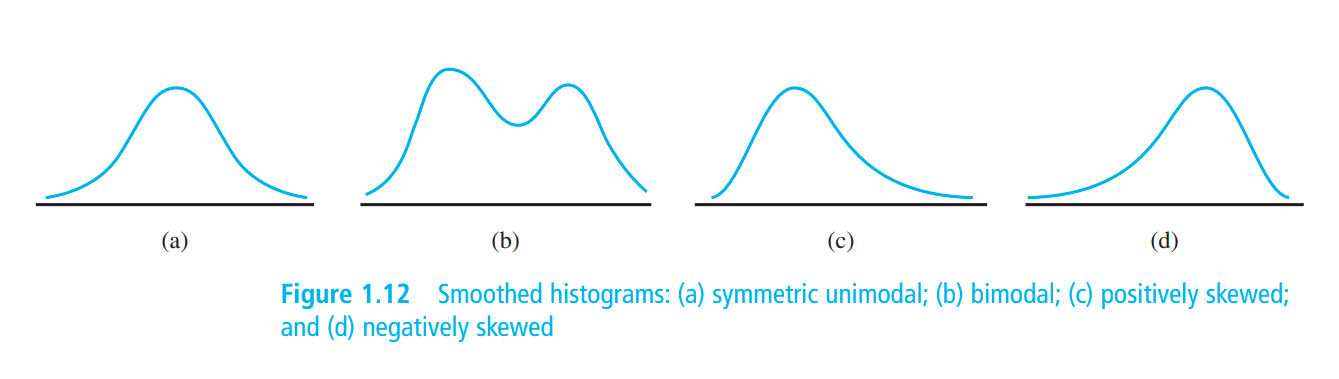 (a) (b) (c) (d)
Figure 1.12 Smoothed histograms: (a) symmetric unimodal; (b) bimodal; (c) positively skewed;
and (d) negatively skewed